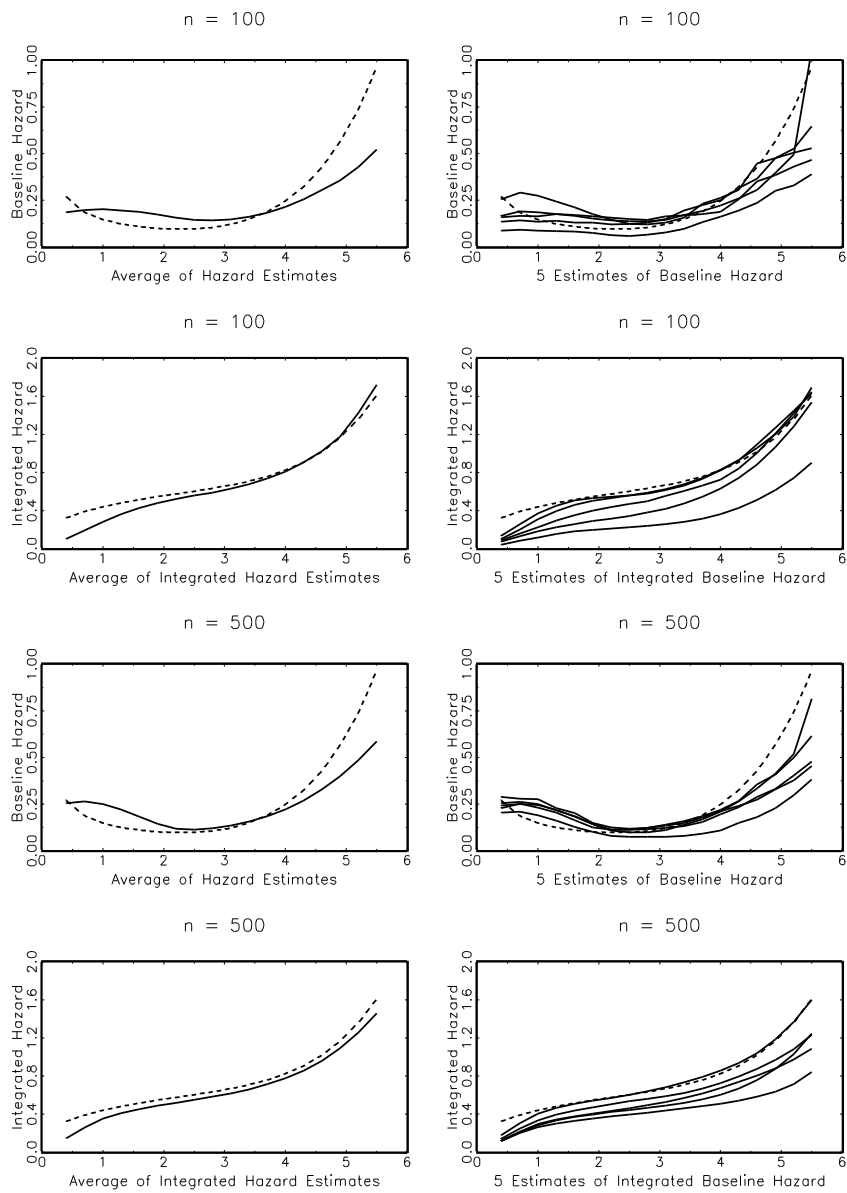 n = 100
n = 100
Baseline Hazard
0.00 0.25 0.50 0.75 1.00
0 1 2 3 4 5 6
Average of Hazard Estimates
Baseline Hazard
0.00 0.25 0.50 0.75 1.00
0 1 2 3 4 5 6
5 Estimates of Baseline Hazard
n = 100
n = 100
Integrated Hazard
0.0 0.4 0.8 1.2 1.6 2.0
0 1 2 3 4 5 6
Average of Integrated Hazard Estimates
Integrated Hazard
0.0 0.4 0.8 1.2 1.6 2.0
0 1 2 3 4 5 6
5 Estimates of Integrated Baseline Hazard
n = 500
n = 500
Baseline Hazard
0.00 0.25 0.50 0.75 1.00
0 1 2 3 4 5 6
Average of Hazard Estimates
Baseline Hazard
0.00 0.25 0.50 0.75 1.00
0 1 2 3 4 5 6
5 Estimates of Baseline Hazard
n = 500
n = 500
Integrated Hazard
0.0 0.4 0.8 1.2 1.6 2.0
0 1 2 3 4 5 6
Average of Integrated Hazard Estimates
Integrated Hazard
0.0 0.4 0.8 1.2 1.6 2.0
0 1 2 3 4 5 6
5 Estimates of Integrated Baseline Hazard